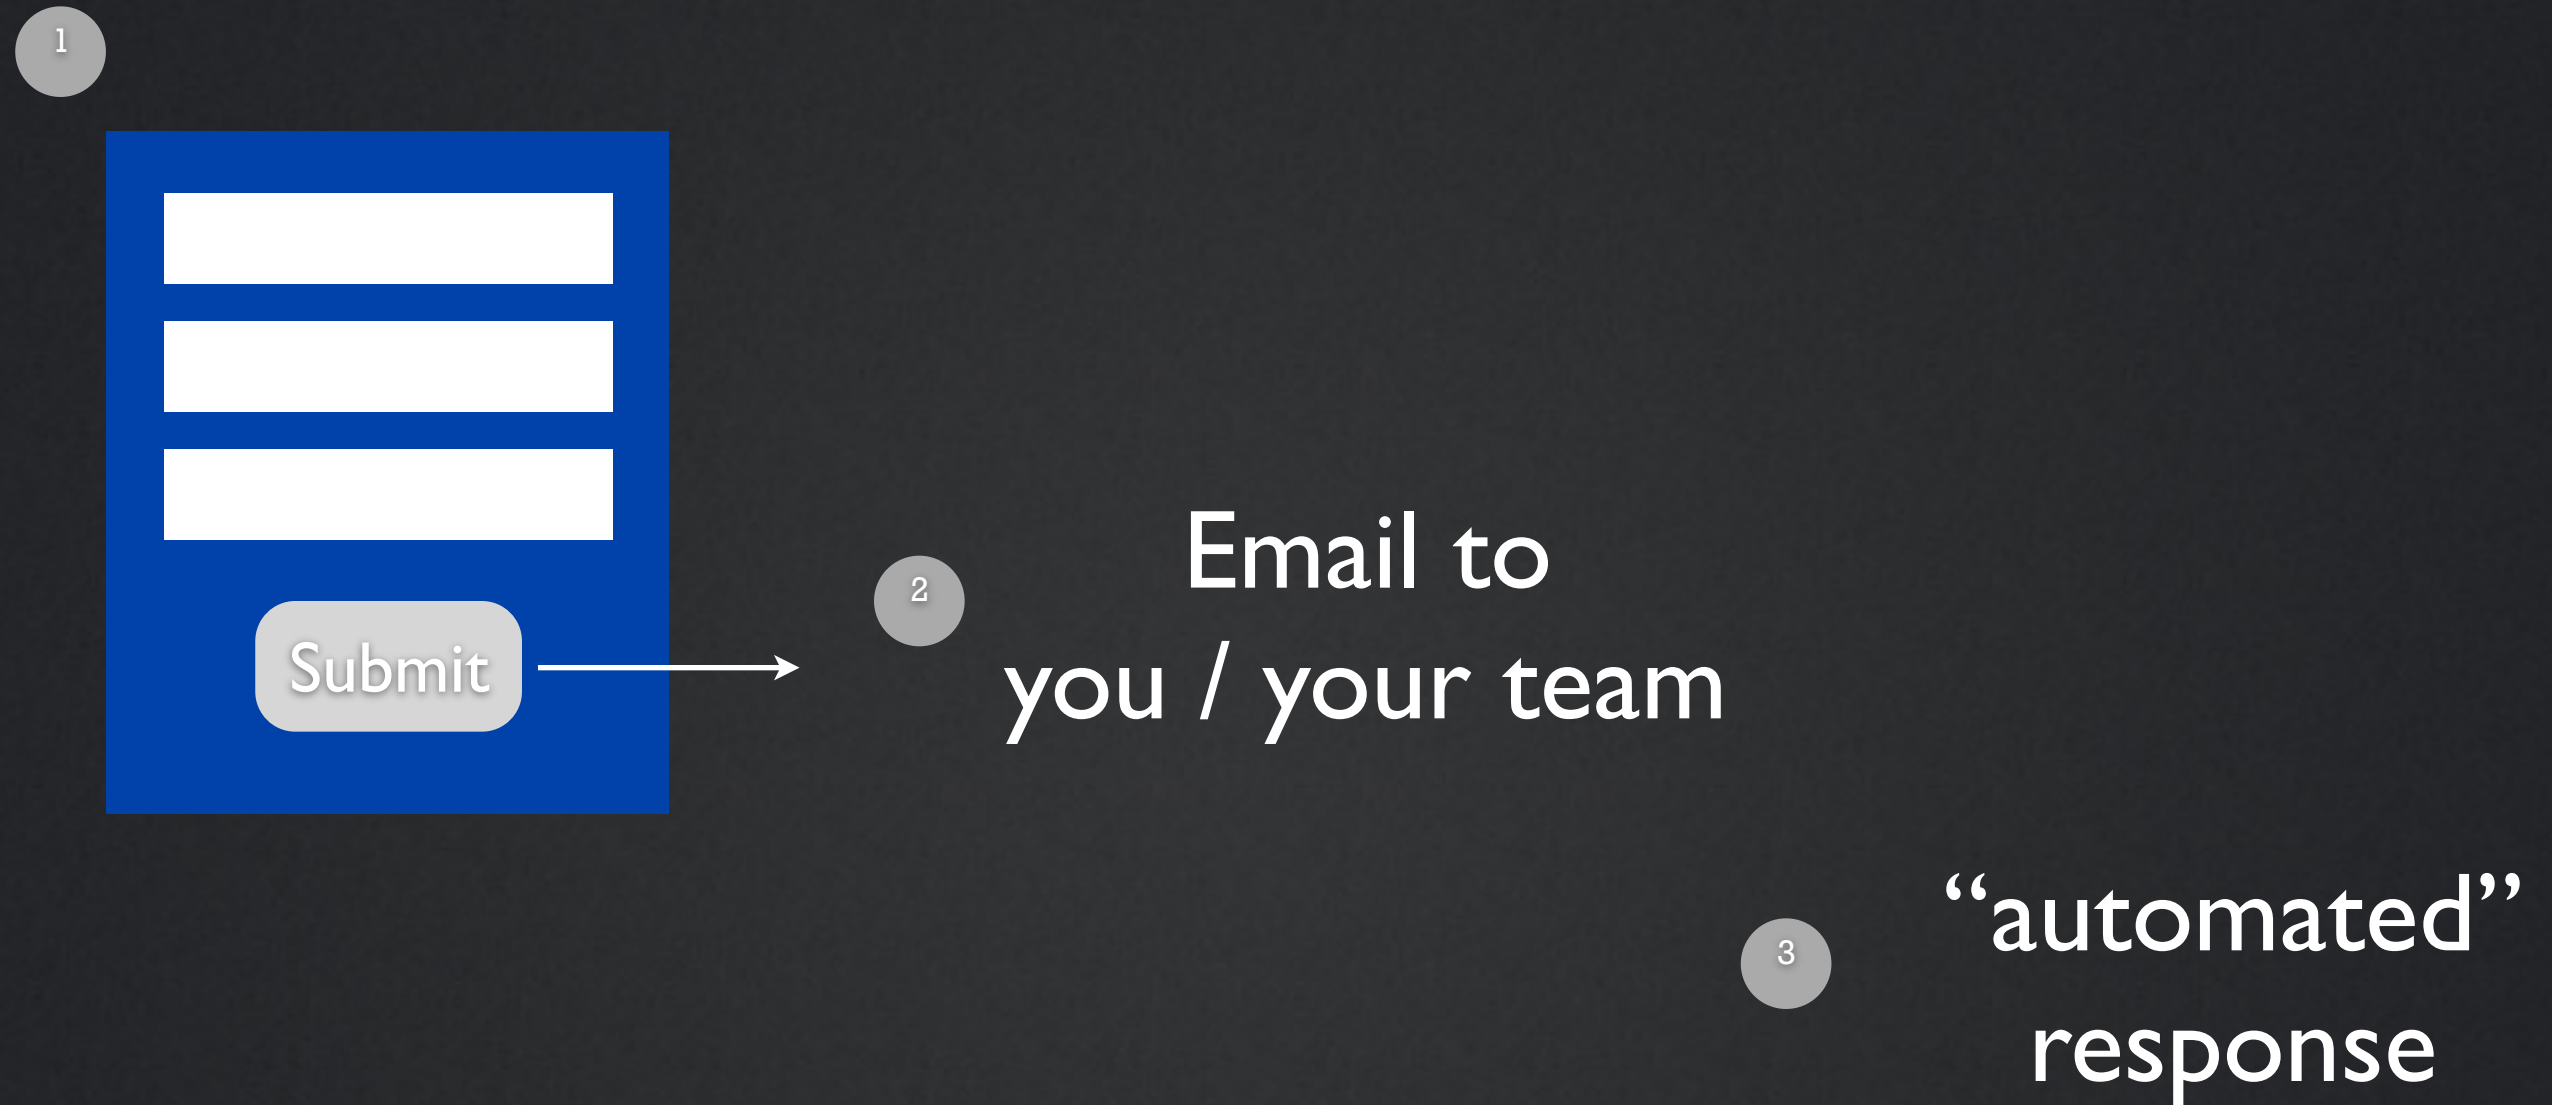 1
Submit
2
Email to
you / your team
3
“automated”
response